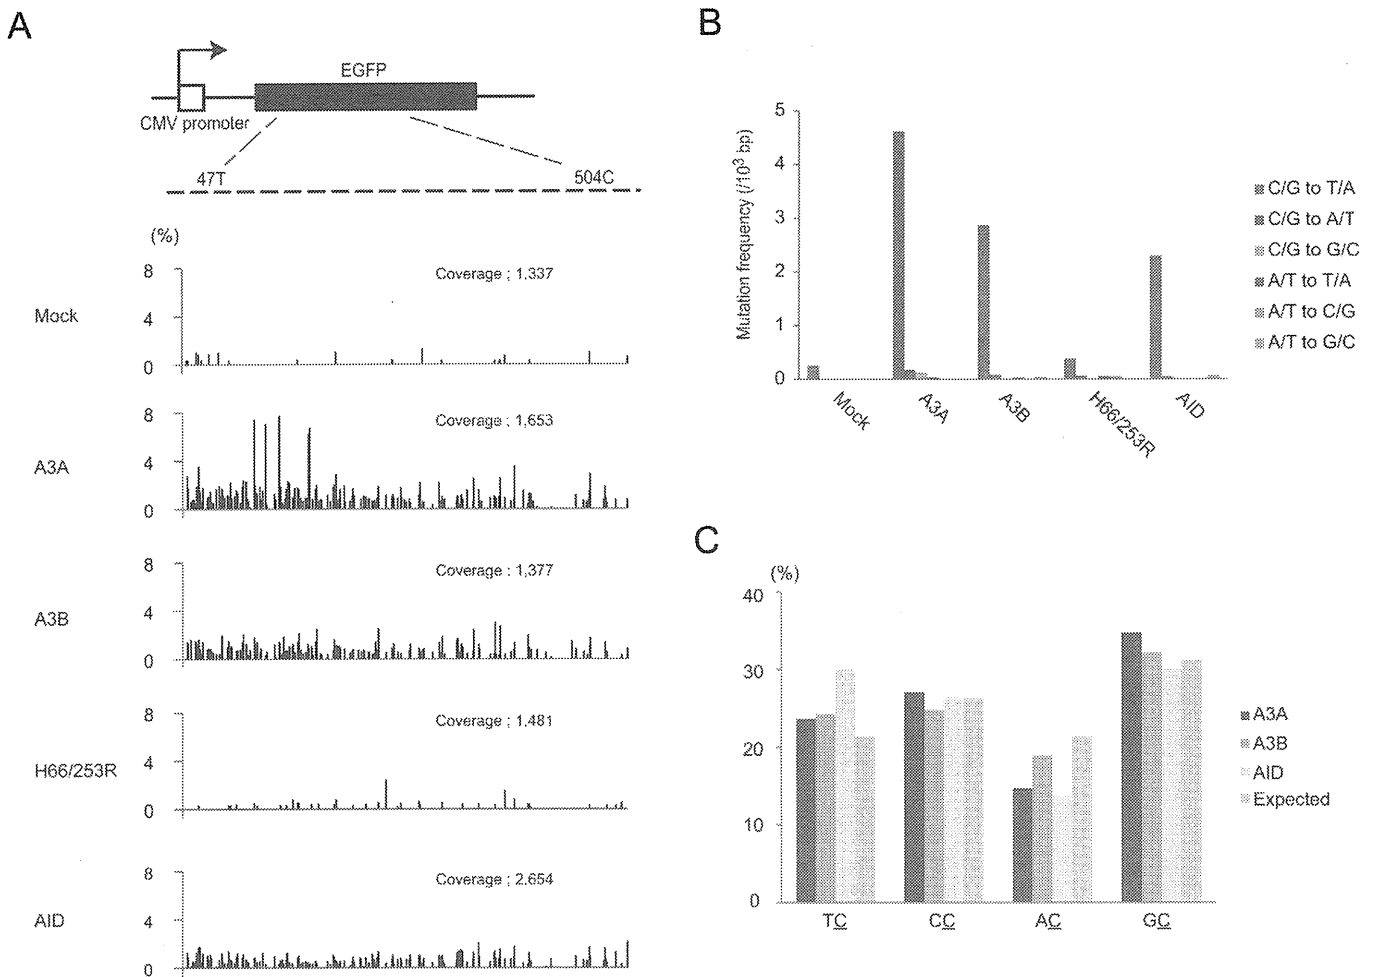 A
EGFP
CMV promoter
47T
504C
(%)
8
4
0
Mock
Coverage ; 1,337
8
4
0
A3A
Coverage ; 1,653
8
4
0
A3B
Coverage ; 1,377
8
4
0
H66/253R
Coverage ; 1,481
8
4
0
AID
Coverage ; 2.654
B
Mutation frequency (/10³ bp)
5
4
3
2
1
0
Mock
A3A
A3B
H66/253R
AID
C/G to T/A
C/G to A/T
C/G to G/C
A/T to T/A
A/T to C/G
A/T to G/C
C
(%)
40
30
20
10
0
TC
CC
AC
GC
A3A
A3B
AID
Expected